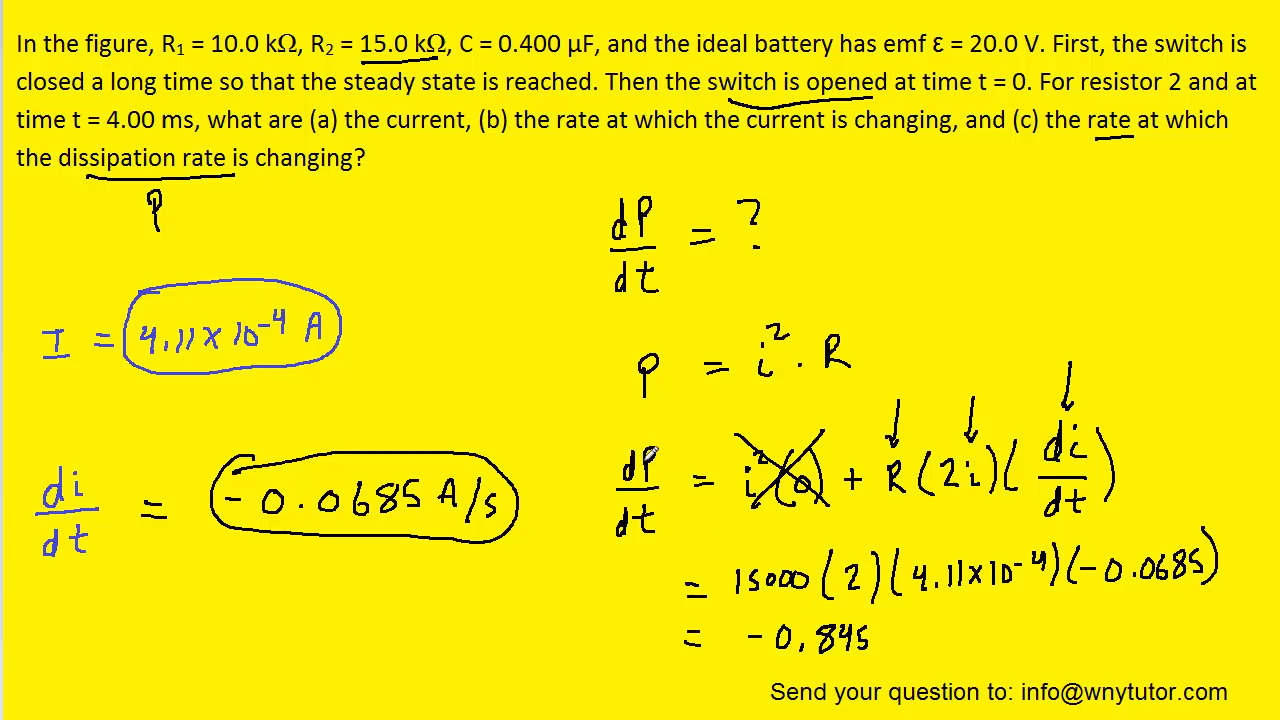 In the figure, R₁ = 10.0 kΩ, R₂ = 15.0 kΩ, C = 0.400 μF, and the ideal battery has emf ε = 20.0 V. First, the switch is
closed a long time so that the steady state is reached. Then the switch is opened at time t = 0. For resistor 2 and at
time t = 4.00 ms, what are (a) the current, (b) the rate at which the current is changing, and (c) the rate at which
the dissipation rate is changing?
P
dP/dt = ?
I = 4.11 x 10⁻⁴ A
P = i² · R
di/dt = - 0.0685 A/s
dP/dt = i²(0) + R(2i)(di/dt)
= 15000(2)(4.11x10⁻⁴)(-0.0685)
= -0.845
Send your question to: info@wnytutor.com